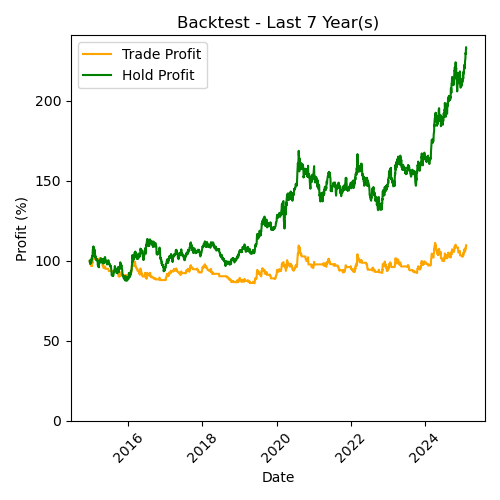 Backtest - Last 7 Year(s)
Trade Profit
Hold Profit
Profit (%)
200
150
100
50
0
2016
2018
2020
2022
2024
Date